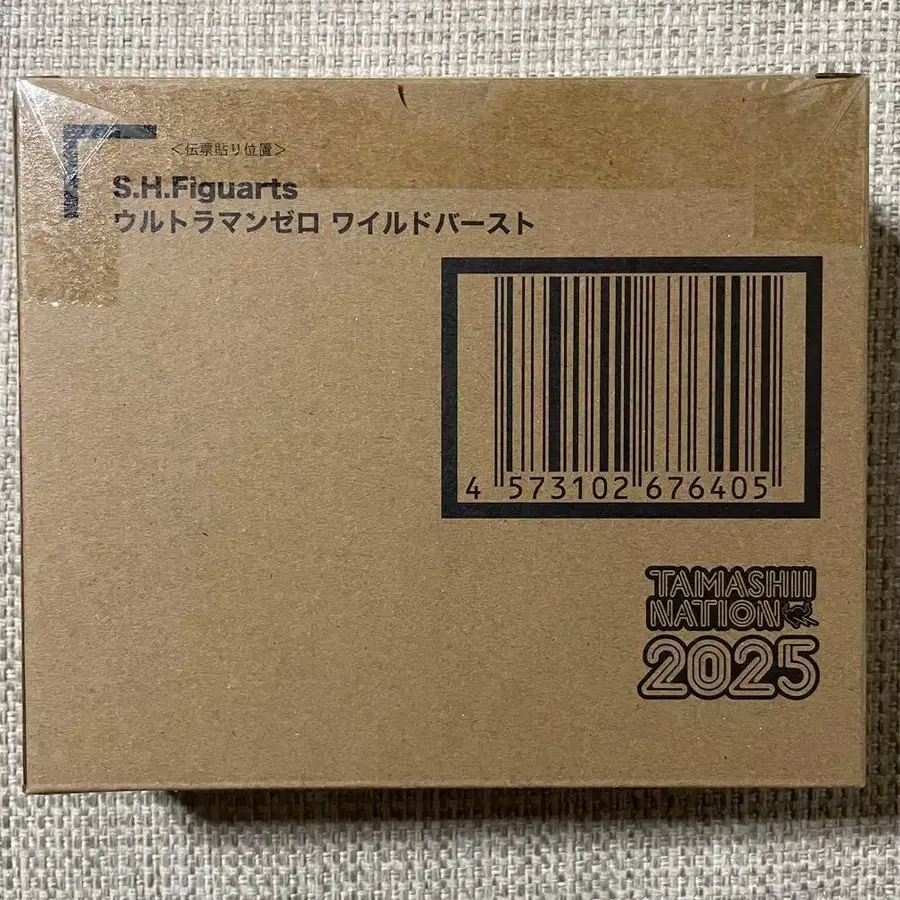 ＜伝票貼り位置＞
S.H.Figuarts
ウルトラマンゼロ ワイルドバースト
4 573102 676405
TAMASHII
NATION
2025